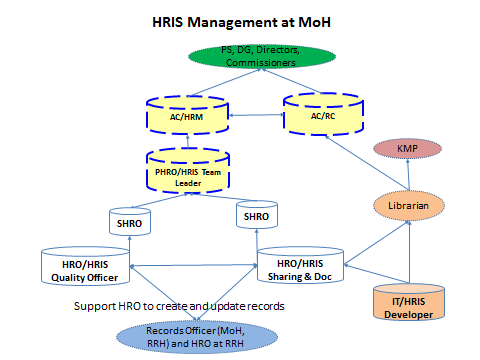 HRIS Management at MoH
PS, DG, Directors,
Commissioners
AC/HRM
AC/RC
KMP
PHRO/HRIS Team
Leader
Librarian
SHRO
SHRO
HRO/HRIS
Quality Officer
HRO/HRIS
Sharing & Doc
IT/HRIS
Developer
Support HRO to create and update records
Records Officer (MoH,
RRH) and HRO at RRH